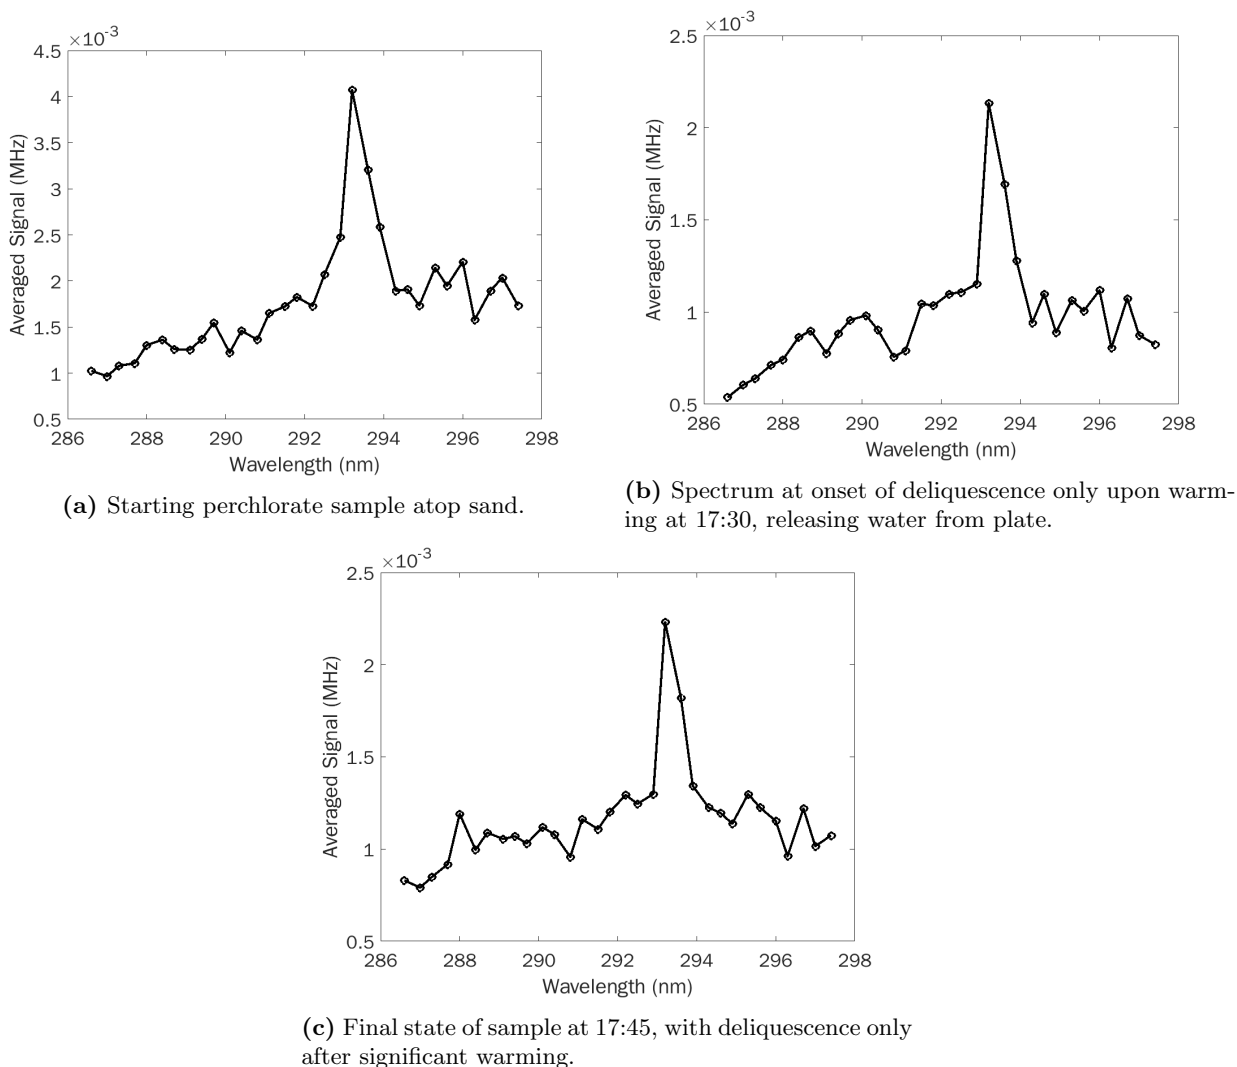 ×10-3
4.5
4
3.5
3
2.5
2
1.5
1
0.5
Averaged Signal (MHz)
286 288 290 292 294 296 298
Wavelength (nm)
(a) Starting perchlorate sample atop sand.
×10-3
2.5
2
1.5
1
0.5
Averaged Signal (MHz)
286 288 290 292 294 296 298
Wavelength (nm)
(b) Spectrum at onset of deliquescence only upon warm-
ing at 17:30, releasing water from plate.
×10-3
2.5
2
1.5
1
0.5
Averaged Signal (MHz)
286 288 290 292 294 296 298
Wavelength (nm)
(c) Final state of sample at 17:45, with deliquescence only
after significant warming.